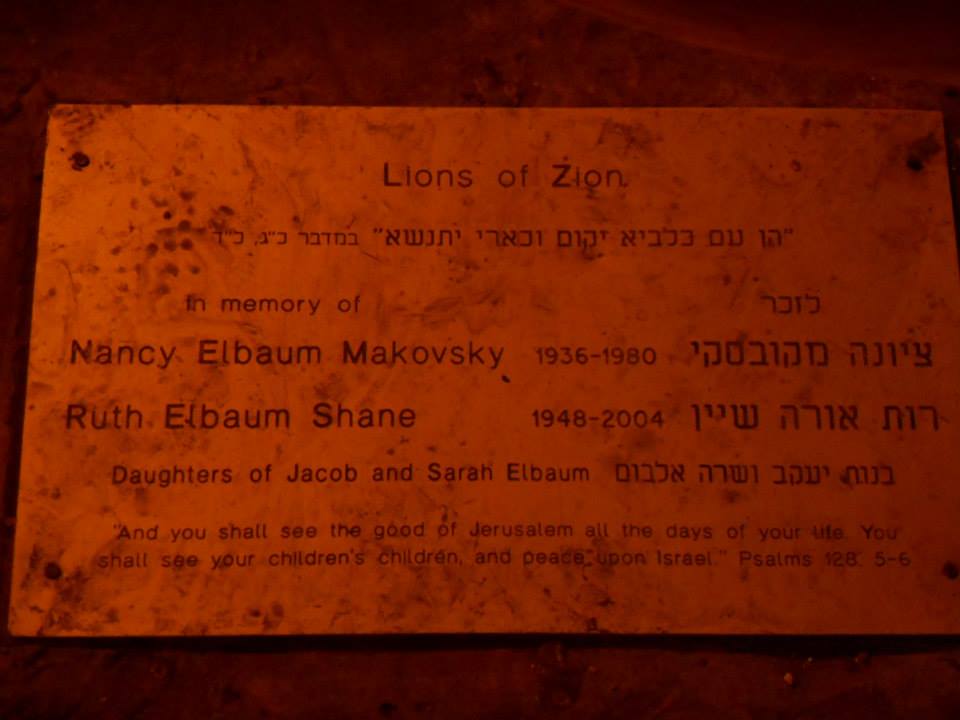 Lions of Zion
"הן עם כלביא יקום וכארי יתנשא" במדבר כ"ג, כ"ד
In memory of לזכר
Nancy Elbaum Makovsky 1936-1980 ציונה מקובסקי
Ruth Elbaum Shane 1948-2004 רות אורה שיין
Daughters of Jacob and Sarah Elbaum בנות יעקב ושרה אלבום
"And you shall see the good of Jerusalem all the days of your life. You
shall see your children's children, and peace upon Israel." Psalms 128: 5-6